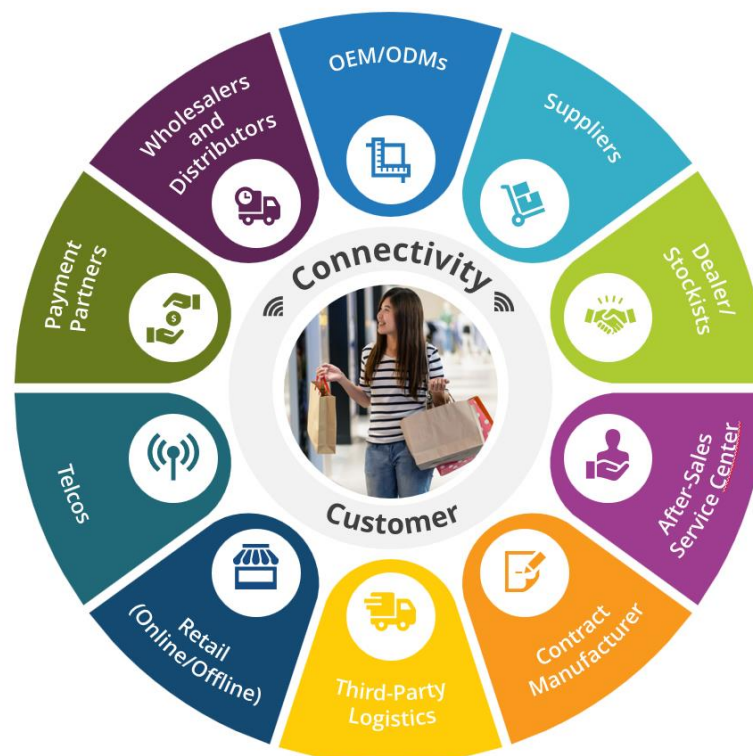 OEM/ODMs
Suppliers
Dealer/
Stockists
After-Sales
Service Center
Contract
Manufacturer
Third-Party
Logistics
Retail
(Online/Offline)
Telcos
Payment
Partners
Wholesalers
and
Distributors
Connectivity
$
Customer